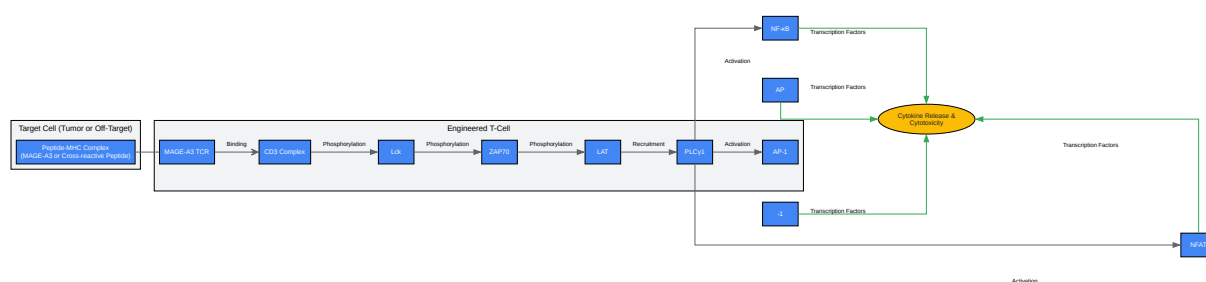 NF-κB
Transcription Factors
Activation
AP
Transcription Factors
Cytokine Release &
Cytotoxicity
Target Cell (Tumor or Off-Target)
Engineered T-Cell
Peptide-MHC Complex
(MAGE-A3 or Cross-reactive Peptide)
MAGE-A3 TCR
Binding
CD3 Complex
Phosphorylation
Lck
Phosphorylation
ZAP70
Phosphorylation
LAT
Recruitment
PLCγ1
Activation
AP-1
Transcription Factors
-1
Transcription Factors
NFAT
Activation